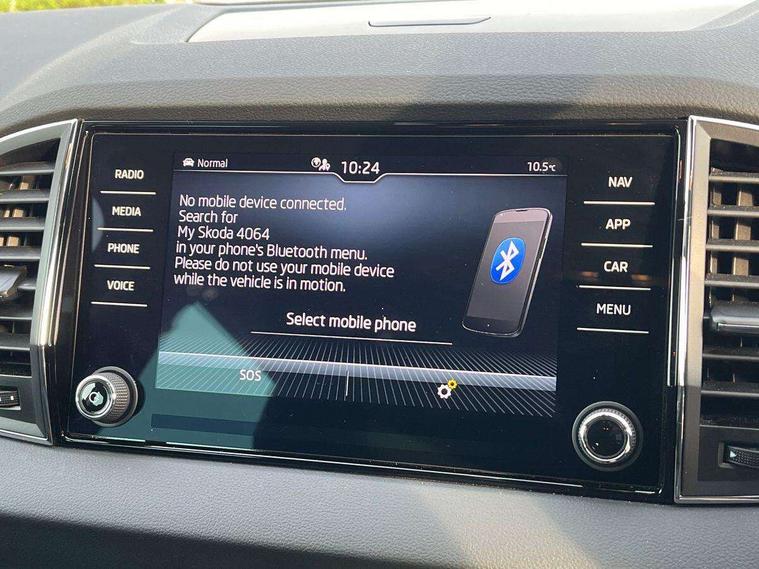 Normal
10:24
10.5°C
RADIO
MEDIA
PHONE
VOICE
No mobile device connected.
Search for
My Skoda 4064
in your phone's Bluetooth menu.
Please do not use your mobile device
while the vehicle is in motion.
Select mobile phone
SOS
NAV
APP
CAR
MENU